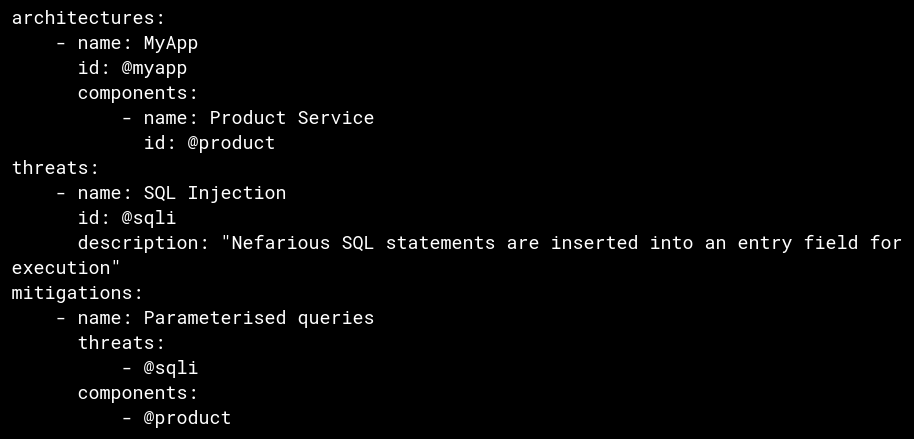 architectures:
    - name: MyApp
      id: @myapp
      components:
          - name: Product Service
            id: @product
threats:
    - name: SQL Injection
      id: @sqli
      description: "Nefarious SQL statements are inserted into an entry field for
execution"
mitigations:
    - name: Parameterised queries
      threats:
          - @sqli
      components:
          - @product